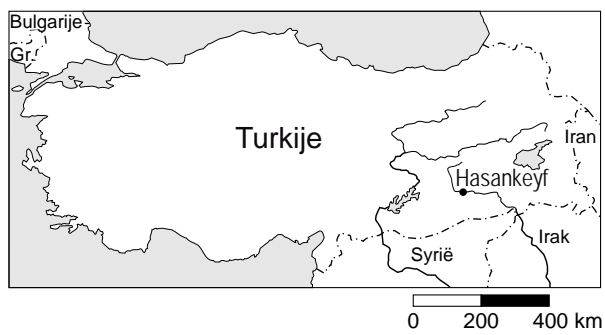 Bulgarije
Gr.
Turkije
Iran
Hasankeyf
Syrië
Irak
0 200 400 km